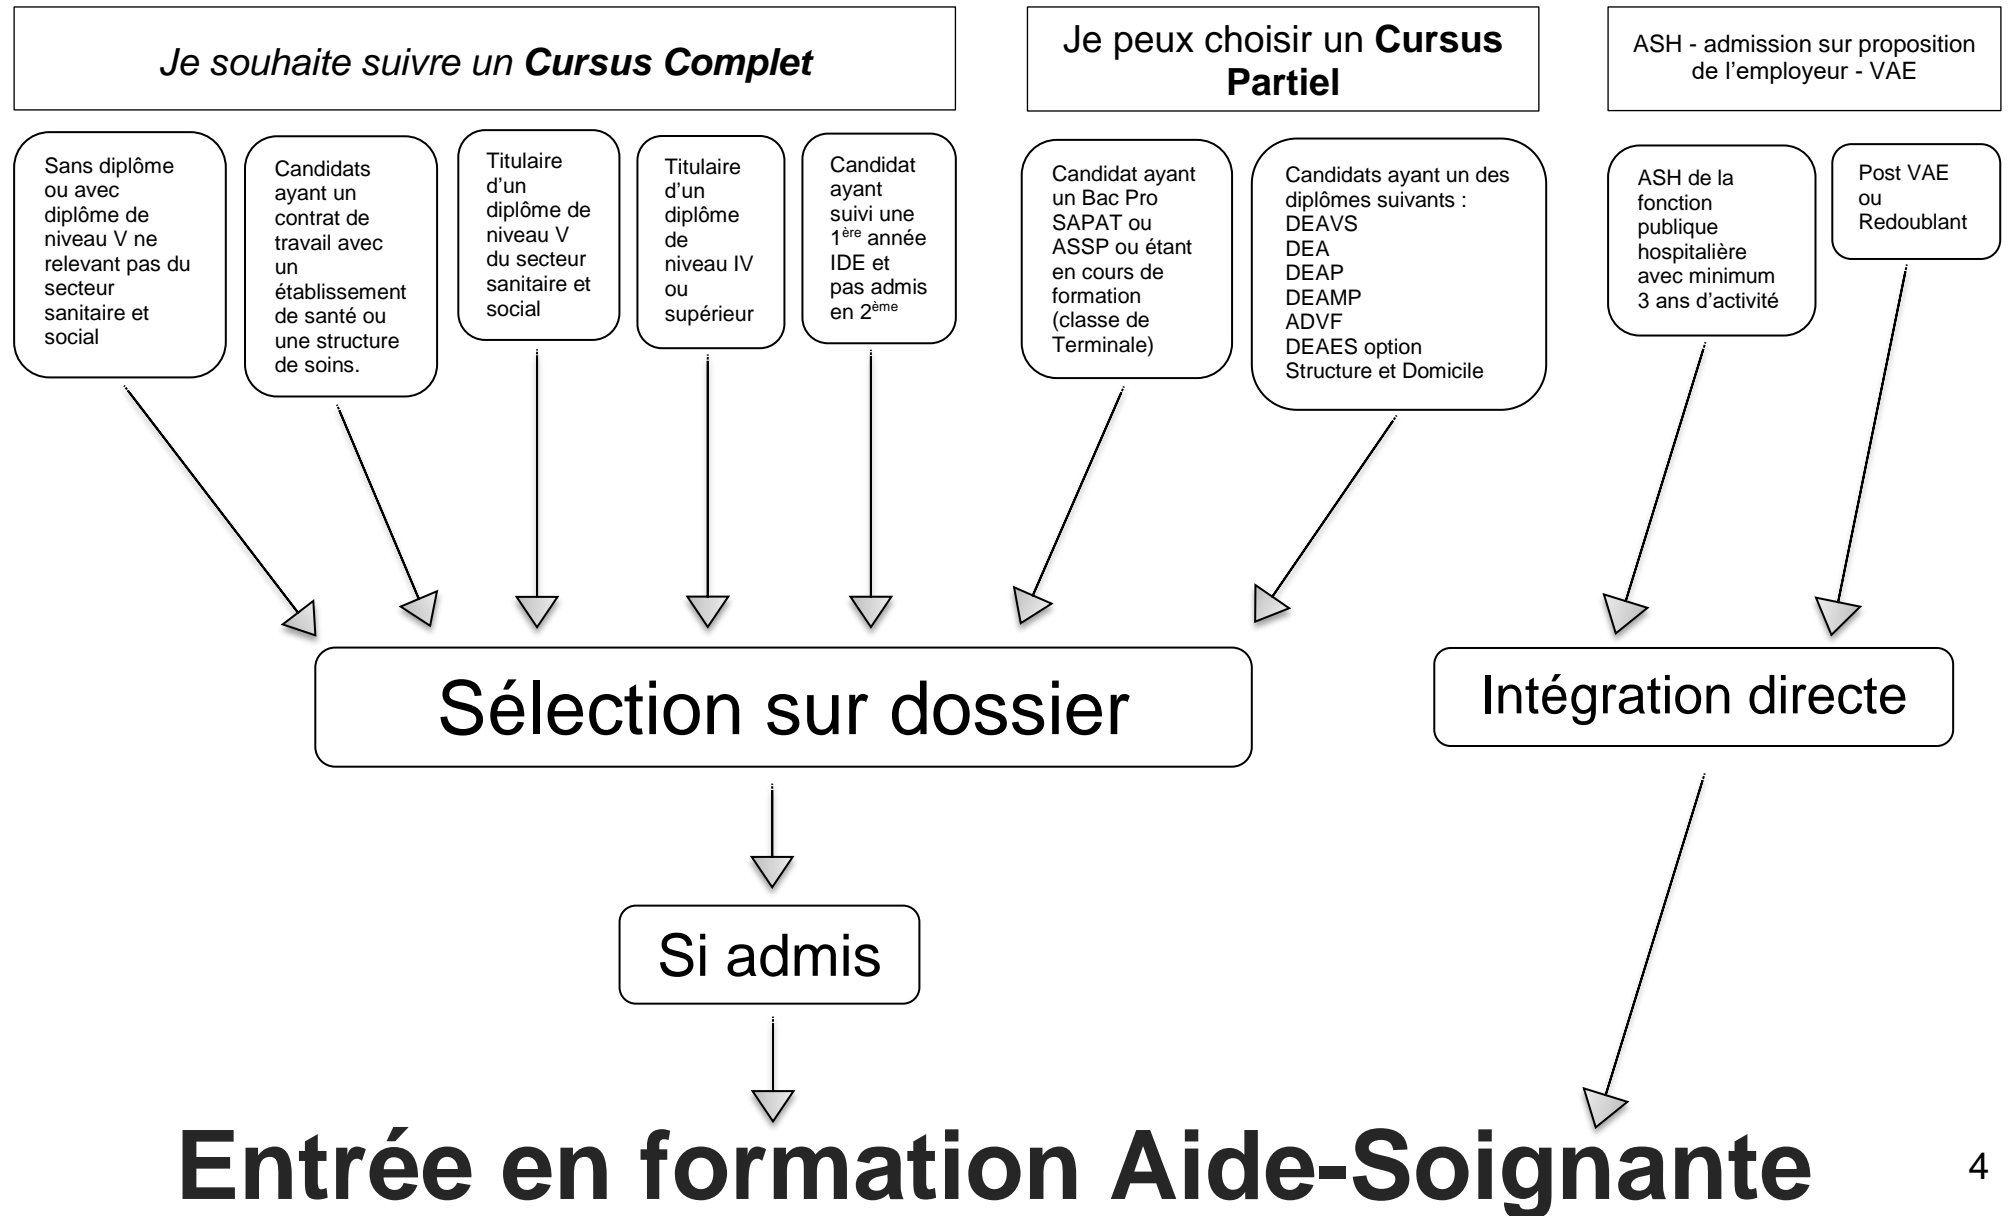 Je souhaite suivre un Cursus Complet
Je peux choisir un Cursus
Partiel
ASH - admission sur proposition
de l’employeur - VAE
Sans diplôme
ou avec
diplôme de
niveau V ne
relevant pas du
secteur
sanitaire et
social
Candidats
ayant un
contrat de
travail avec
un
établissement
de santé ou
une structure
de soins.
Titulaire
d’un
diplôme de
niveau V
du secteur
sanitaire et
social
Titulaire
d’un
diplôme
de
niveau IV
ou
supérieur
Candidat
ayant
suivi une
1ère année
IDE et
pas admis
en 2ème
Candidat ayant
un Bac Pro
SAPAT ou
ASSP ou étant
en cours de
formation
(classe de
Terminale)
Candidats ayant un des
diplômes suivants :
DEAVS
DEA
DEAP
DEAMP
ADVF
DEAES option
Structure et Domicile
ASH de la
fonction
publique
hospitalière
avec minimum
3 ans d’activité
Post VAE
ou
Redoublant
Sélection sur dossier
Intégration directe
Si admis
Entrée en formation Aide-Soignante
4